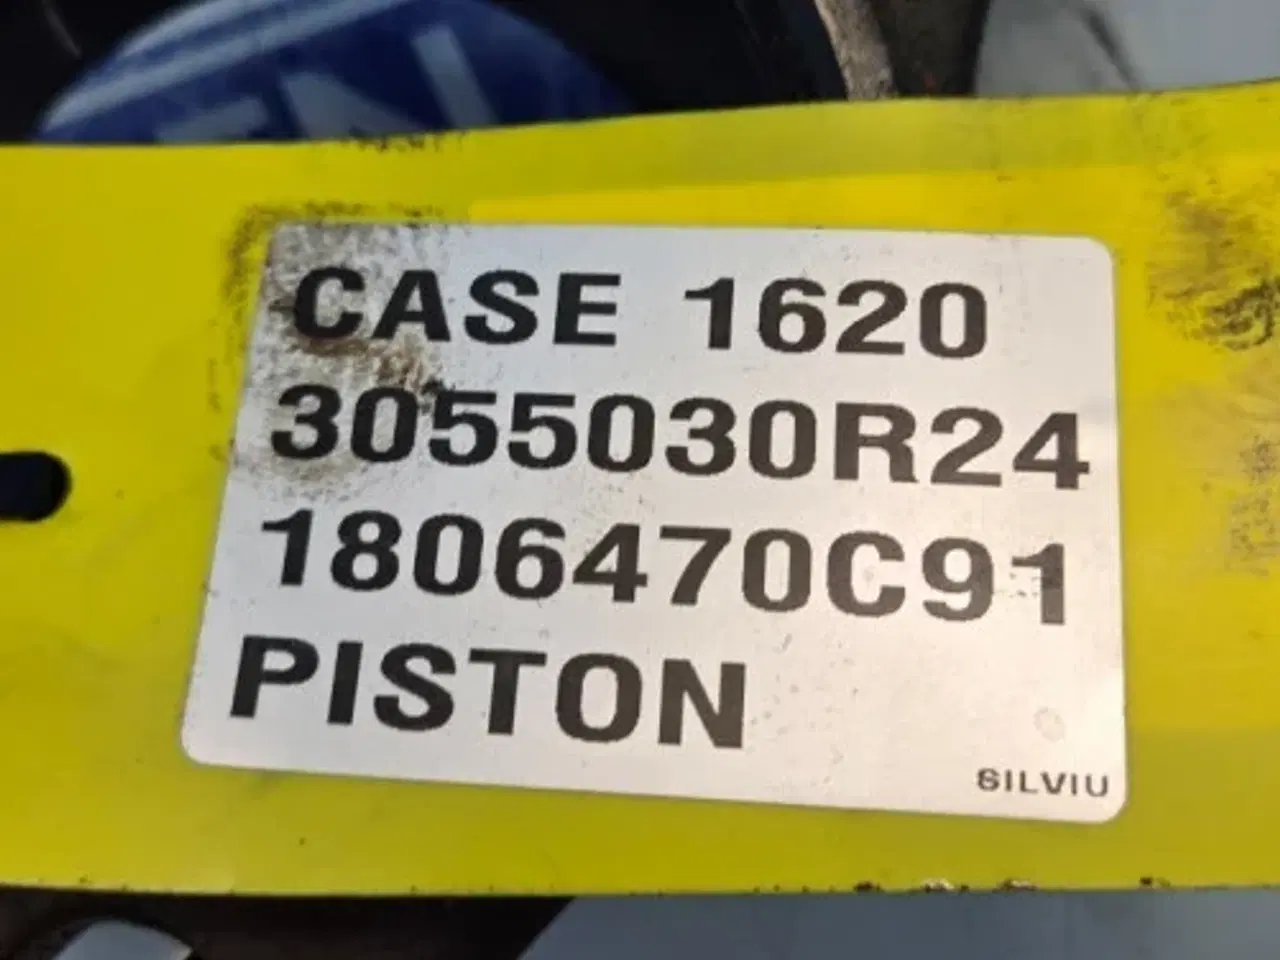 CASE 1620
3055030R24
1806470C91
PISTON
SILVIU